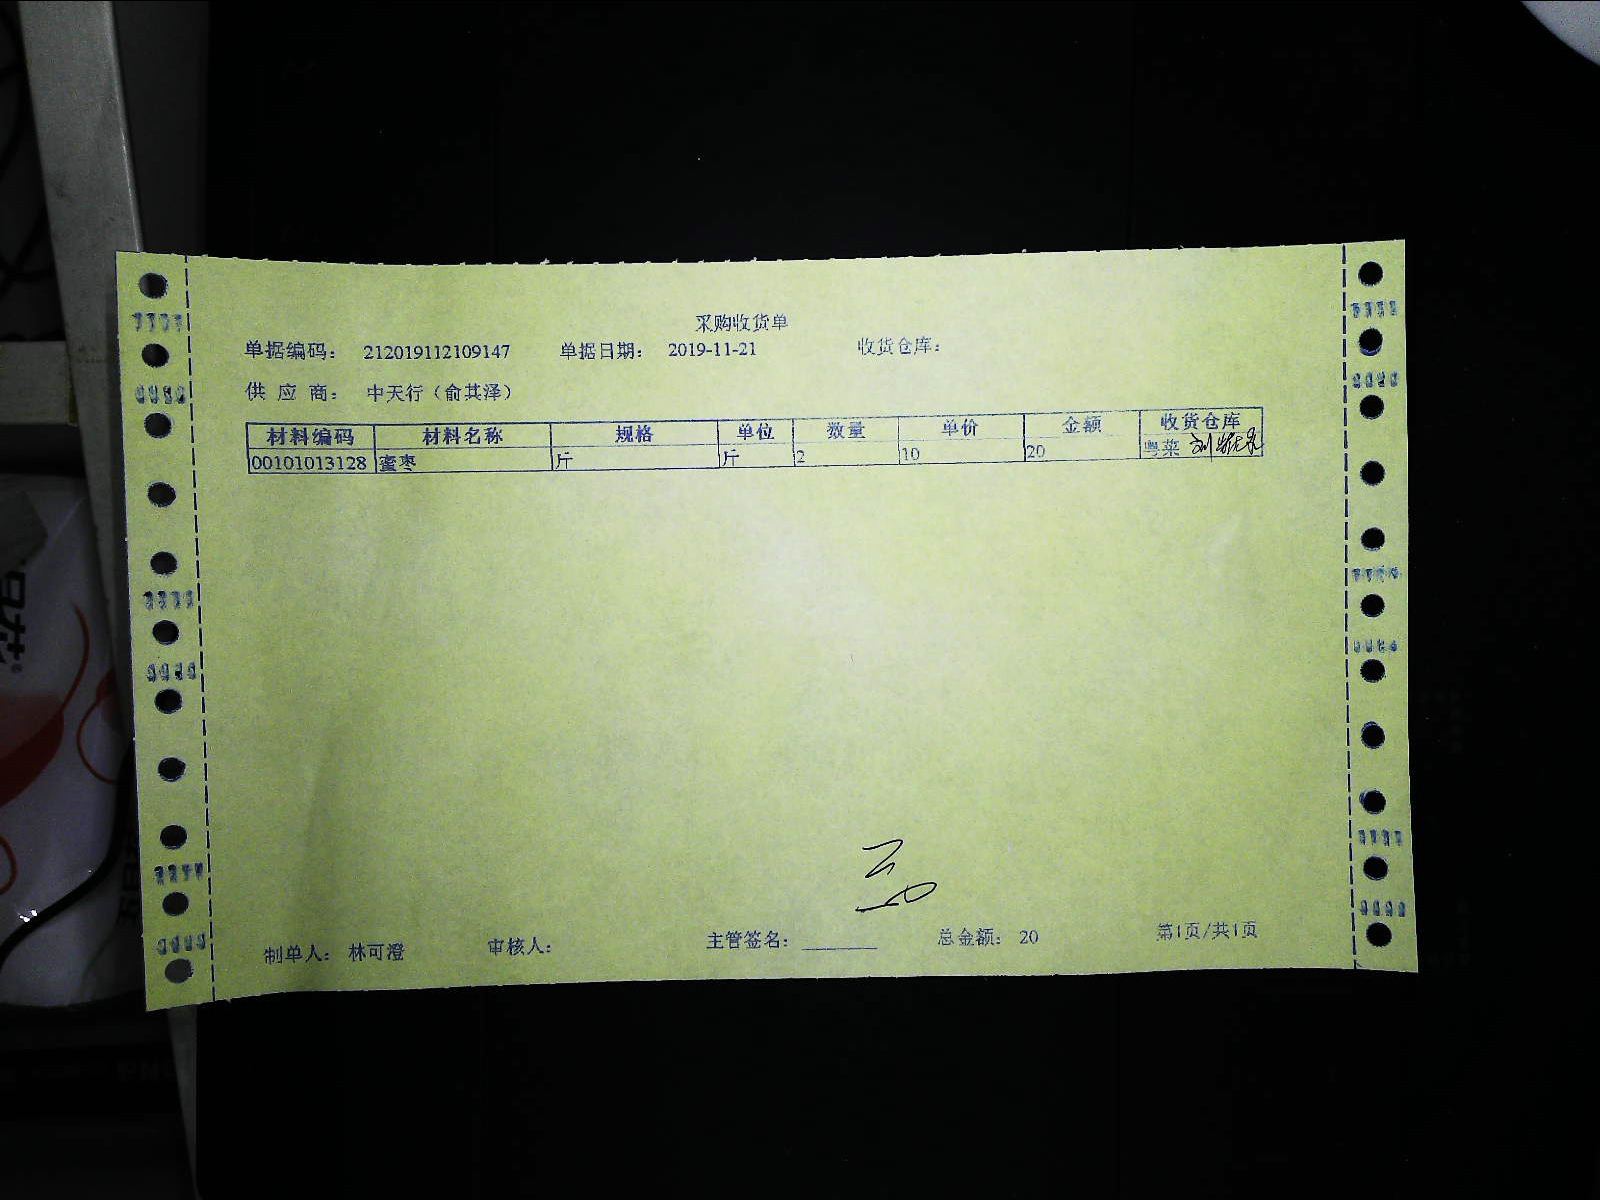 采购收货单
单据编码： 212019112109147 单据日期： 2019-11-21 收货仓库：
供 应 商： 中天行（俞其泽）
材料编码 材料名称 规格 单位 数量 单价 金额 收货仓库
00101013128 蜜枣 斤 斤 2 10 20 粤菜
制单人： 林可澄 审核人： 主管签名：_______ 总金额： 20 第1页/共1页